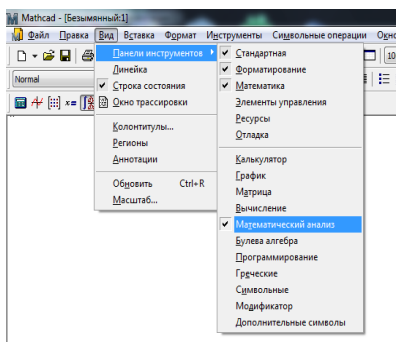 Mathcad - [Безымянный:1]
Файл Правка Вид Вставка Формат Инструменты Символьные операции
Панели инструментов
Линейка
Строка состояния
Окно трассировки
Колонтитулы...
Регионы
Аннотации
Обновить Ctrl+R
Масштаб...
Стандартная
Форматирование
Математика
Элементы управления
Ресурсы
Отладка
Калькулятор
График
Матрица
Вычисление
Математический анализ
Булева алгебра
Программирование
Греческие
Символьные
Модификатор
Дополнительные символы
Normal
10